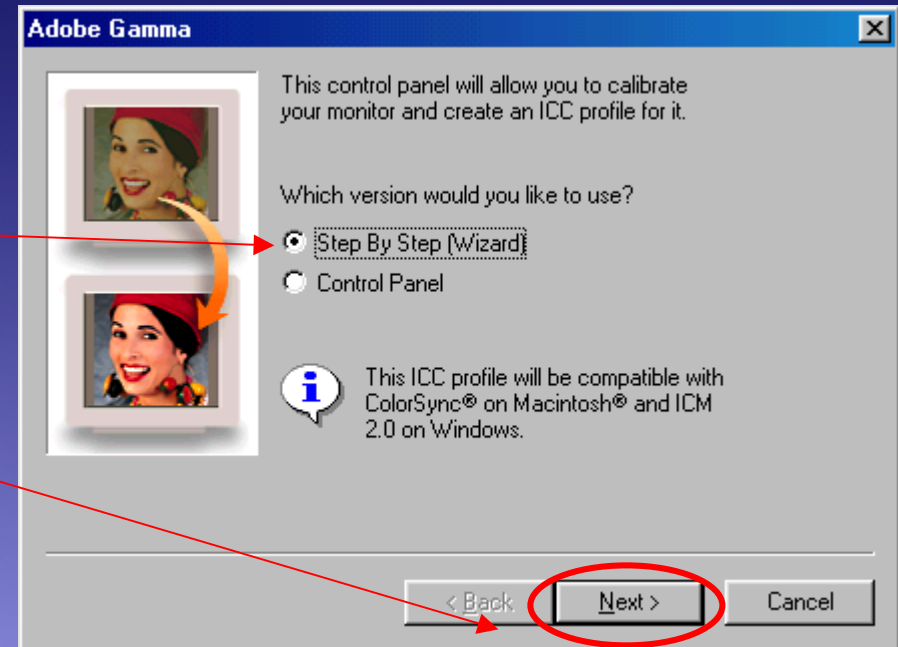 Adobe Gamma
This control panel will allow you to calibrate
your monitor and create an ICC profile for it.
Which version would you like to use?
Step By Step (Wizard)
Control Panel
This ICC profile will be compatible with
ColorSync® on Macintosh® and ICM
2.0 on Windows.
< Back Next > Cancel